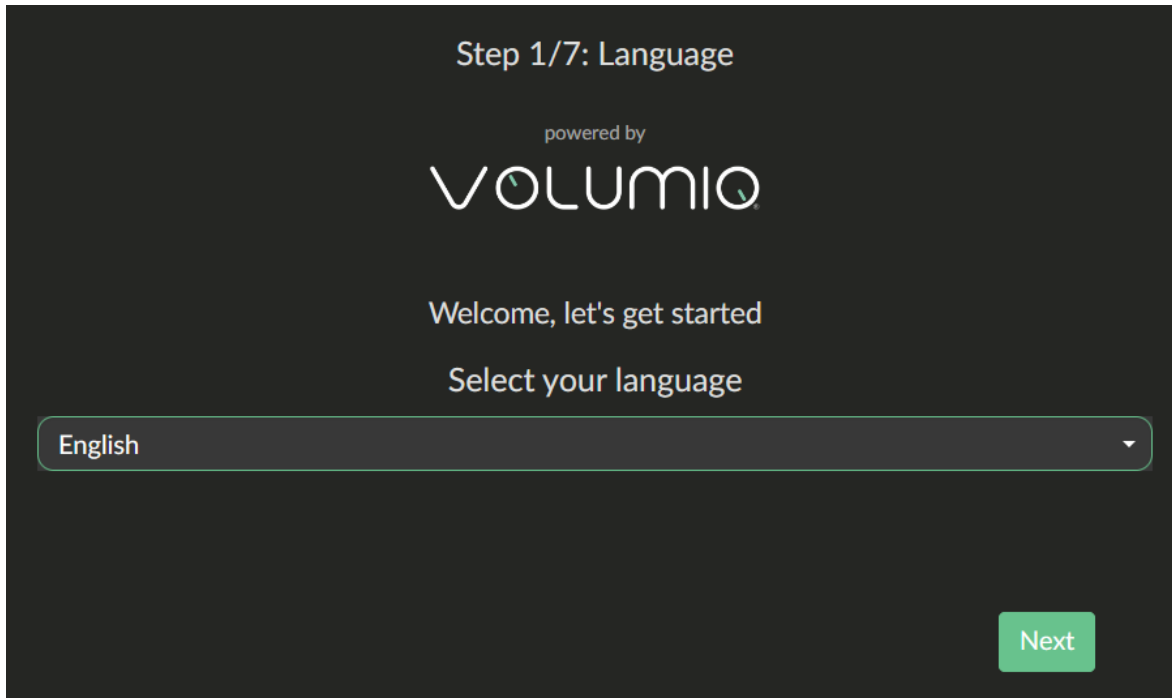 Step 1/7: Language
powered by
VOLUMIO
Welcome, let's get started
Select your language
English
Next